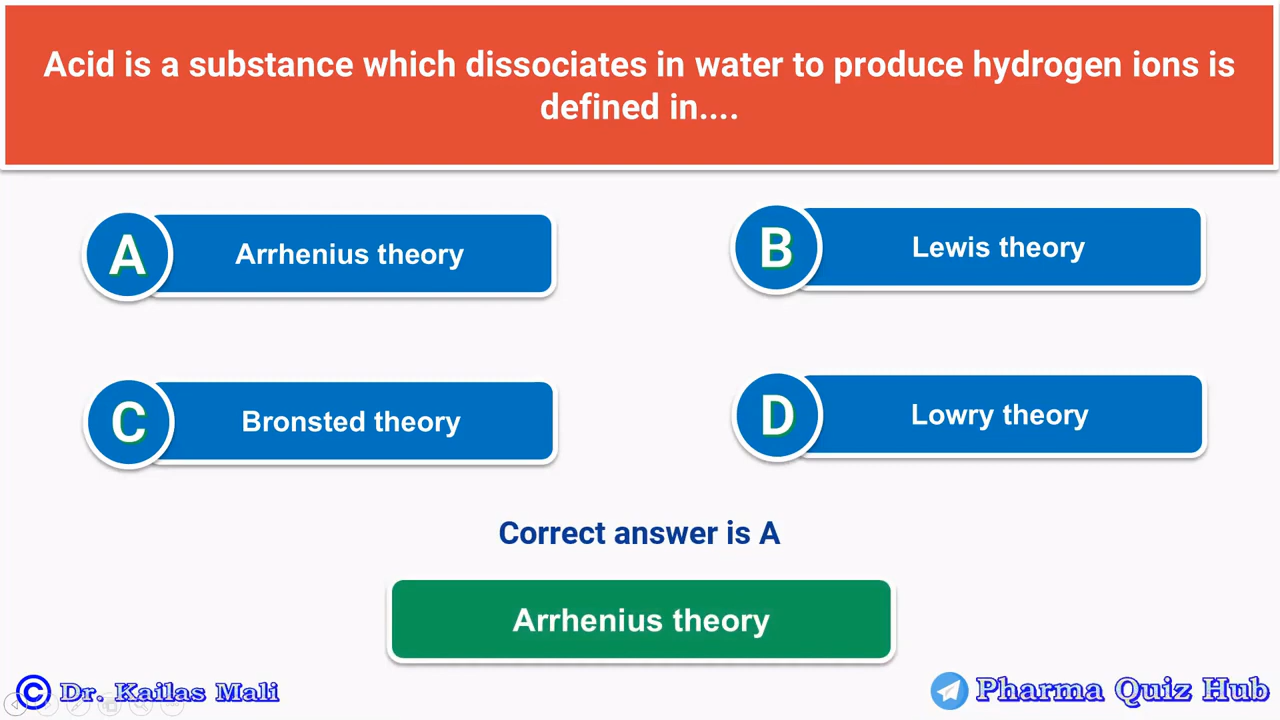 Acid is a substance which dissociates in water to produce hydrogen ions is
defined in....
A Arrhenius theory
B Lewis theory
C Bronsted theory
D Lowry theory
Correct answer is A
Arrhenius theory
© Dr. Kailas Mali
Pharma Quiz Hub